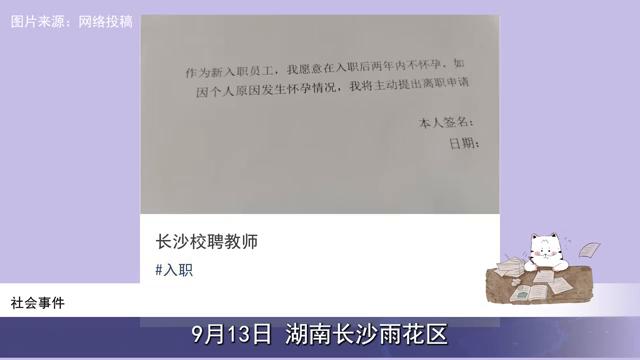 图片来源：网络投稿
作为新入职员工，我愿意在入职后两年内不怀孕．如
因个人原因发生怀孕情况，我将主动提出离职申请
本人签名：
日期：
长沙校聘教师
#入职
社会事件
9月13日 湖南长沙雨花区